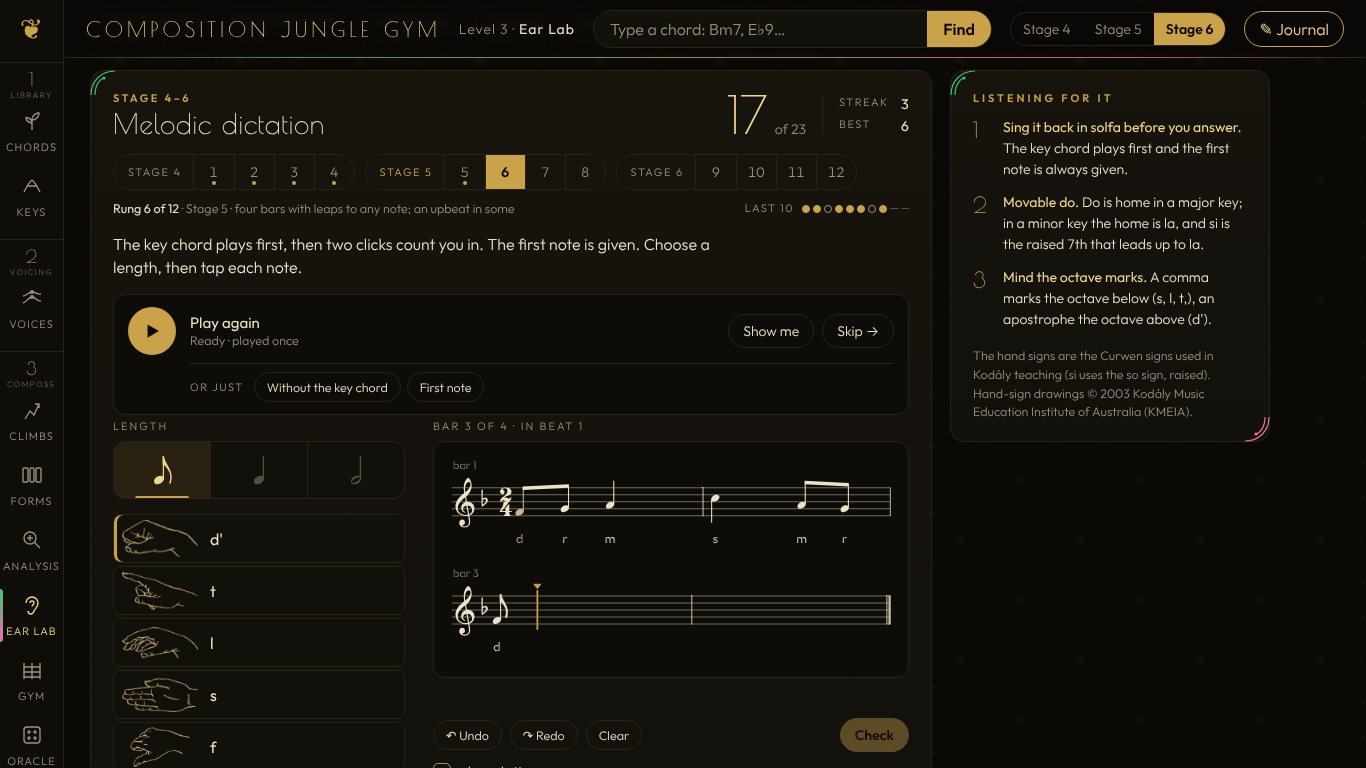 COMPOSITION JUNGLE GYM
Level 3 · Ear Lab
Type a chord: Bm7, E♭9…
Find
Stage 4
Stage 5
Stage 6
✎ Journal
1
LIBRARY
CHORDS
KEYS
2
VOICING
VOICES
3
COMPOSE
CLIMBS
FORMS
ANALYSIS
EAR LAB
GYM
ORACLE
STAGE 4–6
Melodic dictation
17 of 23
STREAK 3
BEST 6
STAGE 4 1 2 3 4
STAGE 5 5 6 7 8
STAGE 6 9 10 11 12
Rung 6 of 12 · Stage 5 · four bars with leaps to any note; an upbeat in some
LAST 10
The key chord plays first, then two clicks count you in. The first note is given. Choose a
length, then tap each note.
Play again
Ready · played once
Show me
Skip →
OR JUST
Without the key chord
First note
LENGTH
d'
t
l
s
f
BAR 3 OF 4 · IN BEAT 1
bar 1
2
4
d r m s m r
bar 3
d
↶ Undo
↷ Redo
Clear
Check
LISTENING FOR IT
1 Sing it back in solfa before you answer.
The key chord plays first and the first
note is always given.
2 Movable do. Do is home in a major key;
in a minor key the home is la, and si is
the raised 7th that leads up to la.
3 Mind the octave marks. A comma
marks the octave below (s, l, t,), an
apostrophe the octave above (d').
The hand signs are the Curwen signs used in
Kodály teaching (si uses the so sign, raised).
Hand-sign drawings © 2003 Kodály Music
Education Institute of Australia (KMEIA).